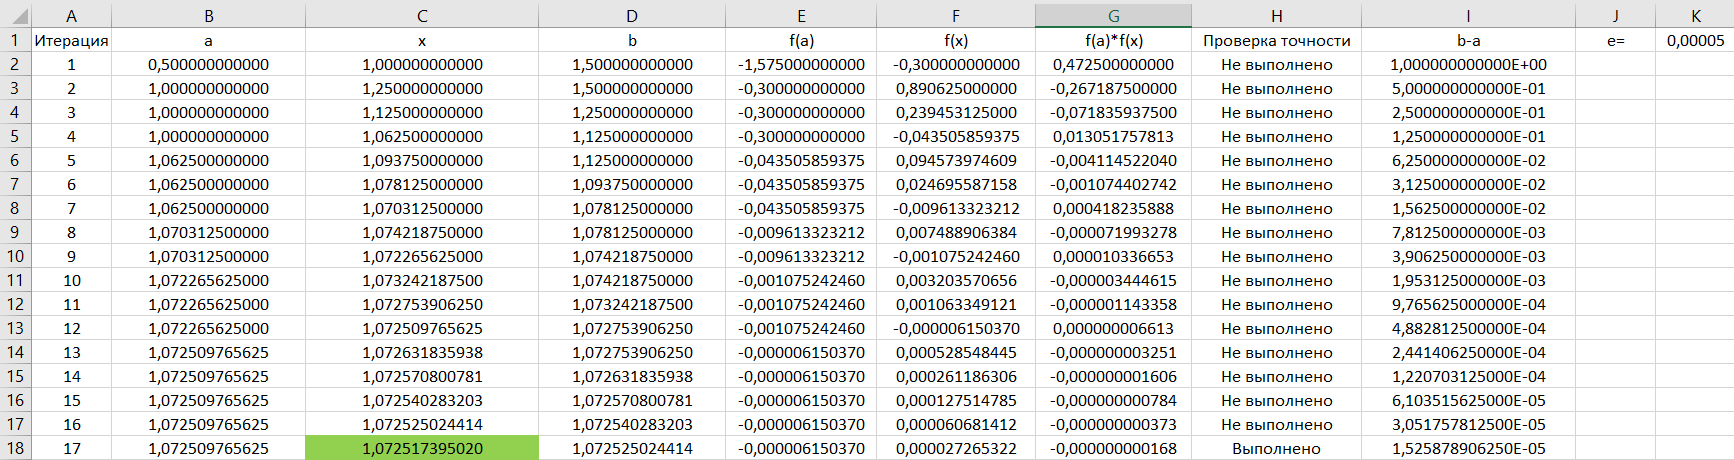 A B C D E F G H I J K
1 Итерация a x b f(a) f(x) f(a)*f(x) Проверка точности b-a e= 0,00005
2 1 0,500000000000 1,000000000000 1,500000000000 -1,575000000000 -0,300000000000 0,472500000000 Не выполнено 1,000000000000E+00
3 2 1,000000000000 1,250000000000 1,500000000000 -0,300000000000 0,890625000000 -0,267187500000 Не выполнено 5,000000000000E-01
4 3 1,000000000000 1,125000000000 1,250000000000 -0,300000000000 0,239453125000 -0,071835937500 Не выполнено 2,500000000000E-01
5 4 1,000000000000 1,062500000000 1,125000000000 -0,300000000000 -0,043505859375 0,013051757813 Не выполнено 1,250000000000E-01
6 5 1,062500000000 1,093750000000 1,125000000000 -0,043505859375 0,094573974609 -0,004114522040 Не выполнено 6,250000000000E-02
7 6 1,062500000000 1,078125000000 1,093750000000 -0,043505859375 0,024695587158 -0,001074402742 Не выполнено 3,125000000000E-02
8 7 1,062500000000 1,070312500000 1,078125000000 -0,043505859375 -0,009613323212 0,000418235888 Не выполнено 1,562500000000E-02
9 8 1,070312500000 1,074218750000 1,078125000000 -0,009613323212 0,007488906384 -0,000071993278 Не выполнено 7,812500000000E-03
10 9 1,070312500000 1,072265625000 1,074218750000 -0,009613323212 -0,001075242460 0,000010336653 Не выполнено 3,906250000000E-03
11 10 1,072265625000 1,073242187500 1,074218750000 -0,001075242460 0,003203570656 -0,000003444615 Не выполнено 1,953125000000E-03
12 11 1,072265625000 1,072753906250 1,073242187500 -0,001075242460 0,001063349121 -0,000001143358 Не выполнено 9,765625000000E-04
13 12 1,072265625000 1,072509765625 1,072753906250 -0,001075242460 -0,000006150370 0,000000006613 Не выполнено 4,882812500000E-04
14 13 1,072509765625 1,072631835938 1,072753906250 -0,000006150370 0,000528548445 -0,000000003251 Не выполнено 2,441406250000E-04
15 14 1,072509765625 1,072570800781 1,072631835938 -0,000006150370 0,000261186306 -0,000000001606 Не выполнено 1,220703125000E-04
16 15 1,072509765625 1,072540283203 1,072570800781 -0,000006150370 0,000127514785 -0,000000000784 Не выполнено 6,103515625000E-05
17 16 1,072509765625 1,072525024414 1,072540283203 -0,000006150370 0,000060681412 -0,000000000373 Не выполнено 3,051757812500E-05
18 17 1,072509765625 1,072517395020 1,072525024414 -0,000006150370 0,000027265322 -0,000000000168 Выполнено 1,525878906250E-05